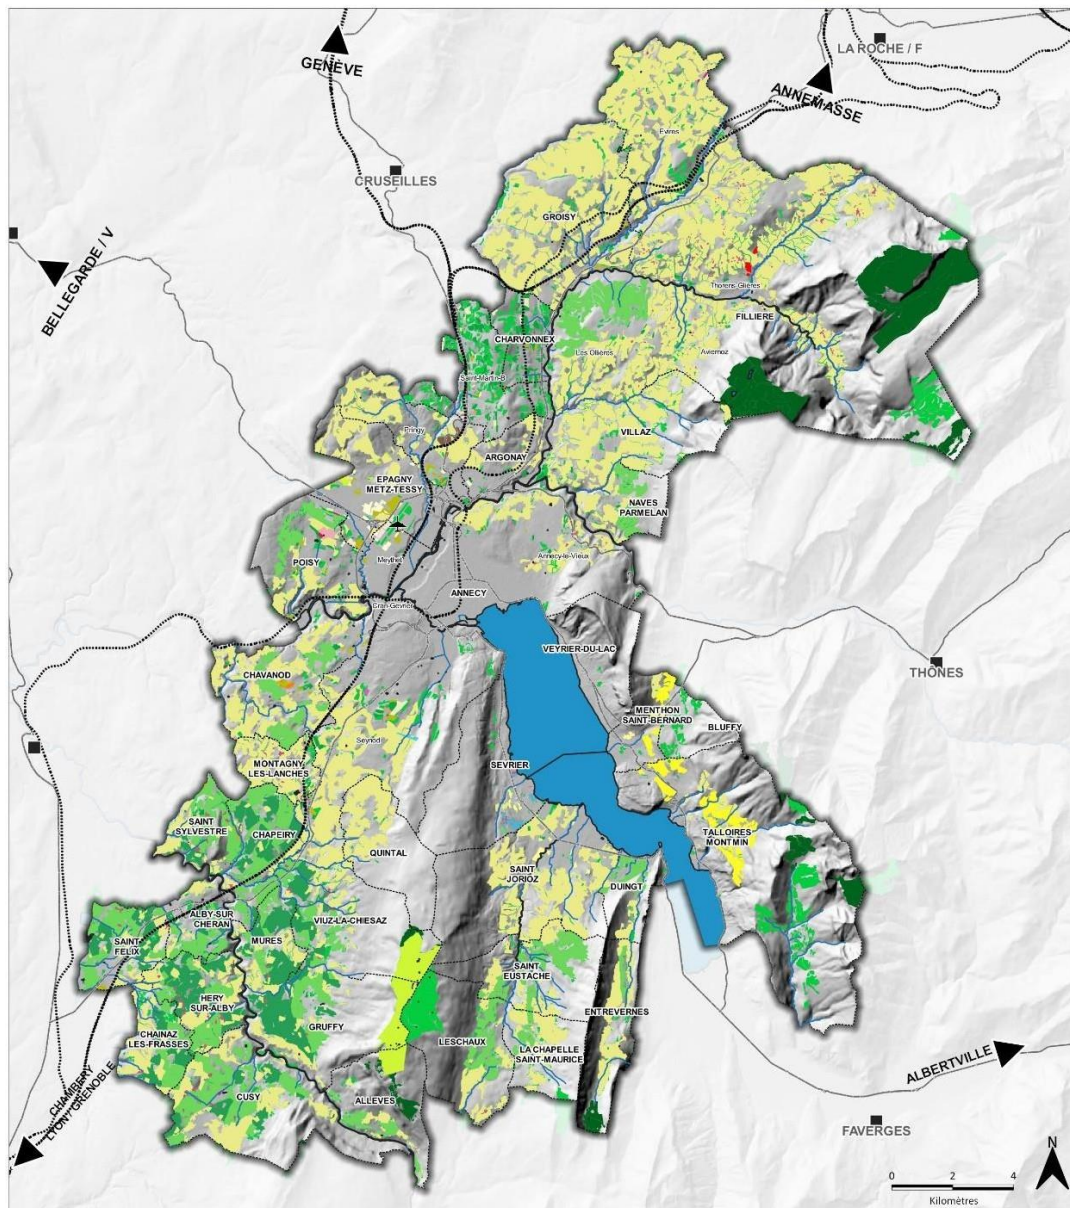 LA ROCHE / F
GENÈVE
ANNEMASSE
CRUSEILLES
Evires
GROISY
BELLEGARDE / V
Thorens-Glières
FILLIERE
CHARVONNEX
Les Ollières
Aviernoz
Saint-Martin-B
VILLAZ
Pringy
ARGONAY
EPAGNY
METZ-TESSY
NAVES
PARMELAN
POISY
Meythet
Annecy-le-Vieux
ANNECY
Cran-Gevrier
VEYRIER-DU-LAC
THÔNES
CHAVANOD
MENTHON
SAINT-BERNARD
BLUFFY
Seynod
SEVRIER
MONTAGNY
LES-LANCHES
SAINT
SYLVESTRE
CHAPEIRY
TALLOIRES
MONTMIN
QUINTAL
SAINT
JORIOZ
DUINGT
ALBY-SUR
CHERAN
VIUZ-LA-CHIESAZ
SAINT
FELIX
MURES
SAINT
EUSTACHE
HERY
SUR-ALBY
ENTREVERNES
GRUFFY
CHAINAZ
LES-FRASSES
LESCHAUX
LA CHAPELLE
SAINT-MAURICE
ALBERTVILLE
CHAMBÉRY
LYON / GRENOBLE
CUSY
ALLEVES
FAVERGES
N
0 2 4
Kilomètres